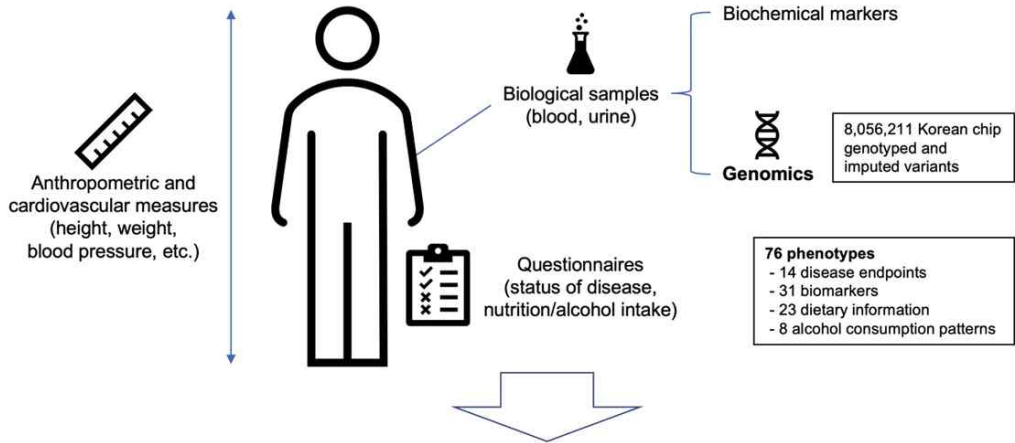 Biochemical markers
Biological samples
(blood, urine)
Genomics
8,056,211 Korean chip
genotyped and
imputed variants
Anthropometric and
cardiovascular measures
(height, weight,
blood pressure, etc.)
Questionnaires
(status of disease,
nutrition/alcohol intake)
76 phenotypes
- 14 disease endpoints
- 31 biomarkers
- 23 dietary information
- 8 alcohol consumption patterns